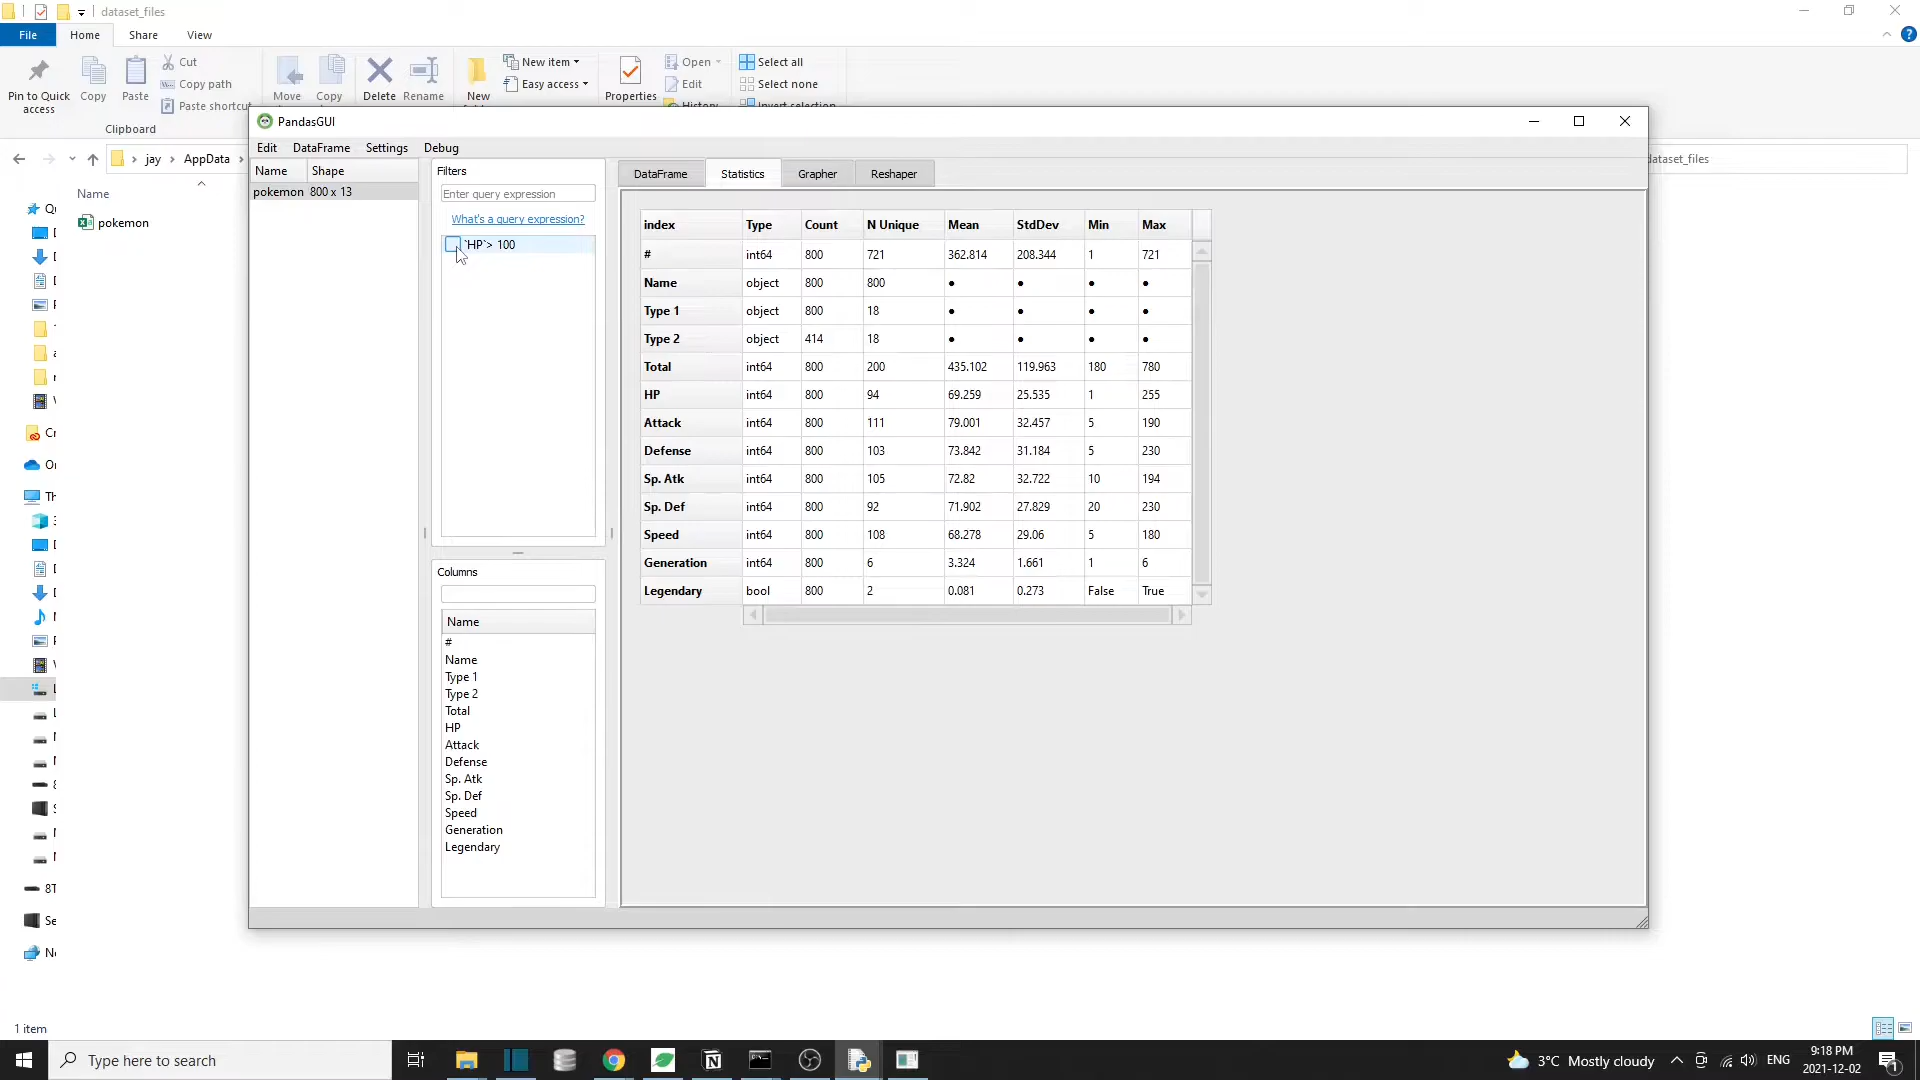 dataset_files
File Home Share View
Pin to Quick access
Copy
Paste
Cut
Copy path
Paste shortcut
Clipboard
Move
Copy
Delete
Rename
New
New item
Easy access
Properties
Open
Edit
History
Select all
Select none
Invert selection
jay AppData
dataset_files
Name
pokemon
1 item
PandasGUI
Edit DataFrame Settings Debug
Name Shape
pokemon 800 x 13
Filters
Enter query expression
What's a query expression?
`HP`> 100
Columns
Name
#
Name
Type 1
Type 2
Total
HP
Attack
Defense
Sp. Atk
Sp. Def
Speed
Generation
Legendary
DataFrame Statistics Grapher Reshaper
index Type Count N Unique Mean StdDev Min Max
# int64 800 721 362.814 208.344 1 721
Name object 800 800 • • • •
Type 1 object 800 18 • • • •
Type 2 object 414 18 • • • •
Total int64 800 200 435.102 119.963 180 780
HP int64 800 94 69.259 25.535 1 255
Attack int64 800 111 79.001 32.457 5 190
Defense int64 800 103 73.842 31.184 5 230
Sp. Atk int64 800 105 72.82 32.722 10 194
Sp. Def int64 800 92 71.902 27.829 20 230
Speed int64 800 108 68.278 29.06 5 180
Generation int64 800 6 3.324 1.661 1 6
Legendary bool 800 2 0.081 0.273 False True
Type here to search
3°C Mostly cloudy
ENG
9:18 PM
2021-12-02